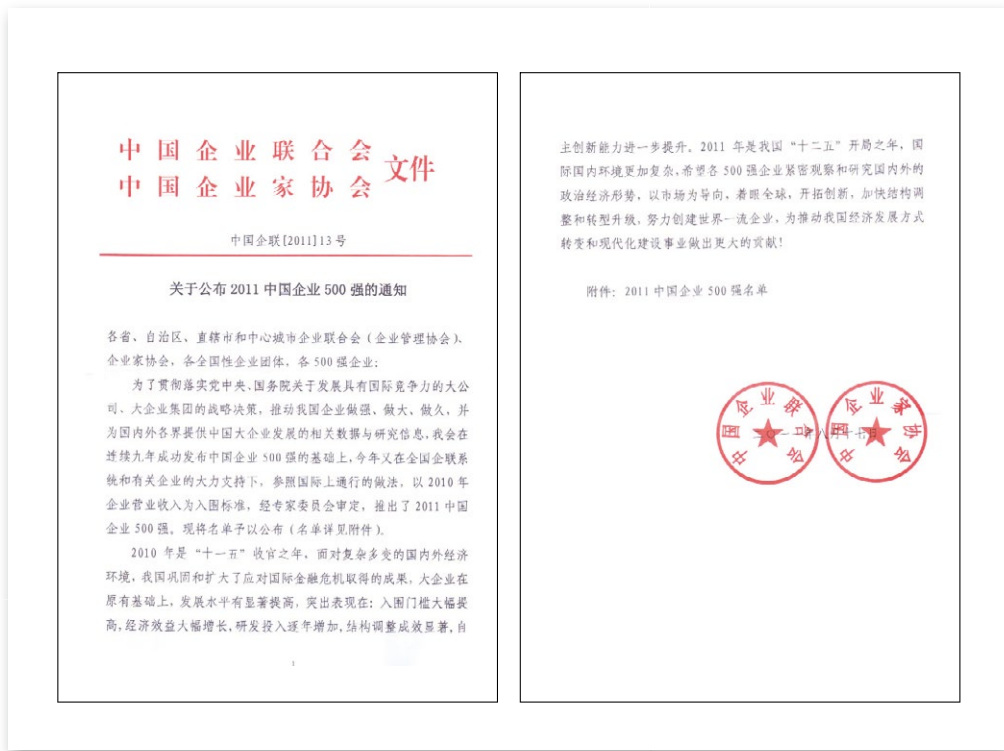 中国企业联合会
中国企业家协会
文件
中国企联[2011]13号
关于公布2011中国企业500强的通知
各省、自治区、直辖市和中心城市企业联合会(企业管理协会)、
企业家协会,各全国性企业团体,各500强企业:
为了贯彻落实党中央、国务院关于发展具有国际竞争力的大公
司、大企业集团的战略决策,推动我国企业做强、做大、做久,并
为国内外各界提供中国大企业发展的相关数据与研究信息,我会在
连续九年成功发布中国企业500强的基础上,今年又在全国企联系
统和有关企业的大力支持下,参照国际上通行的做法,以2010年
企业营业收入为入围标准,经专家委员会审定,推出了2011中国
企业500强。现将名单予以公布(名单详见附件)。
2010年是“十一五”收官之年,面对复杂多变的国内外经济
环境,我国巩固和扩大了应对国际金融危机取得的成果,大企业在
原有基础上,发展水平有显著提高,突出表现在:入围门槛大幅提
高,经济效益大幅增长,研发投入逐年增加,结构调整成效显著,自
1
主创新能力进一步提升。2011年是我国“十二五”开局之年,国
际国内环境更加复杂,希望各500强企业紧密观察和研究国内外的
政治经济形势,以市场为导向,着眼全球,开拓创新,加快结构调
整和转型升级,努力创建世界一流企业,为推动我国经济发展方式
转变和现代化建设事业做出更大的贡献!
附件:2011中国企业500强名单
中国企业联合会
中国企业家协会
二〇一一年八月十七日